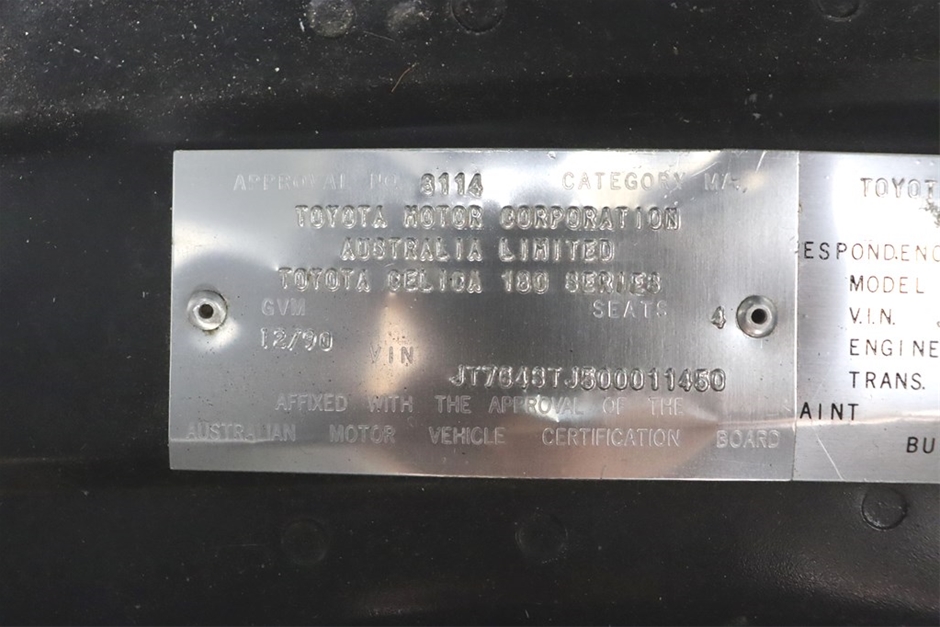 APPROVAL NO. 8114 CATEGORY MA.
TOYOTA MOTOR CORPORATION
AUSTRALIA LIMITED
TOYOTA CELICA 180 SERIES
GVM SEATS 4
12/90
VIN
JT764STJ500011450
AFFIXED WITH THE APPROVAL OF THE
AUSTRALIAN MOTOR VEHICLE CERTIFICATION BOARD
TOYOT
ESPONDENC
MODEL
V.I.N.
ENGINE
TRANS.
AINT
BU